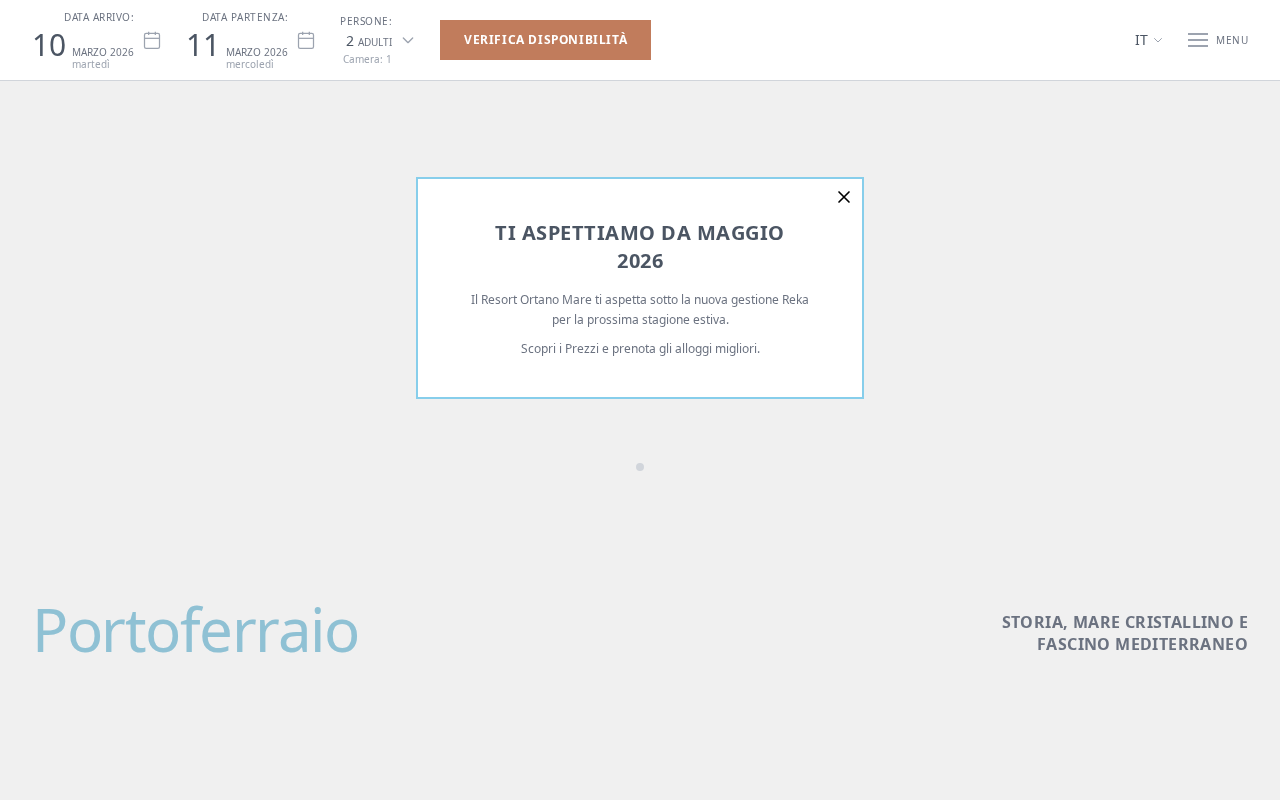 DATA ARRIVO:
10 MARZO 2026
martedì
DATA PARTENZA:
11 MARZO 2026
mercoledì
PERSONE:
2 ADULTI
Camera: 1
VERIFICA DISPONIBILITÀ
IT
MENU
TI ASPETTIAMO DA MAGGIO
2026
Il Resort Ortano Mare ti aspetta sotto la nuova gestione Reka
per la prossima stagione estiva.
Scopri i Prezzi e prenota gli alloggi migliori.
Portoferraio
STORIA, MARE CRISTALLINO E
FASCINO MEDITERRANEO